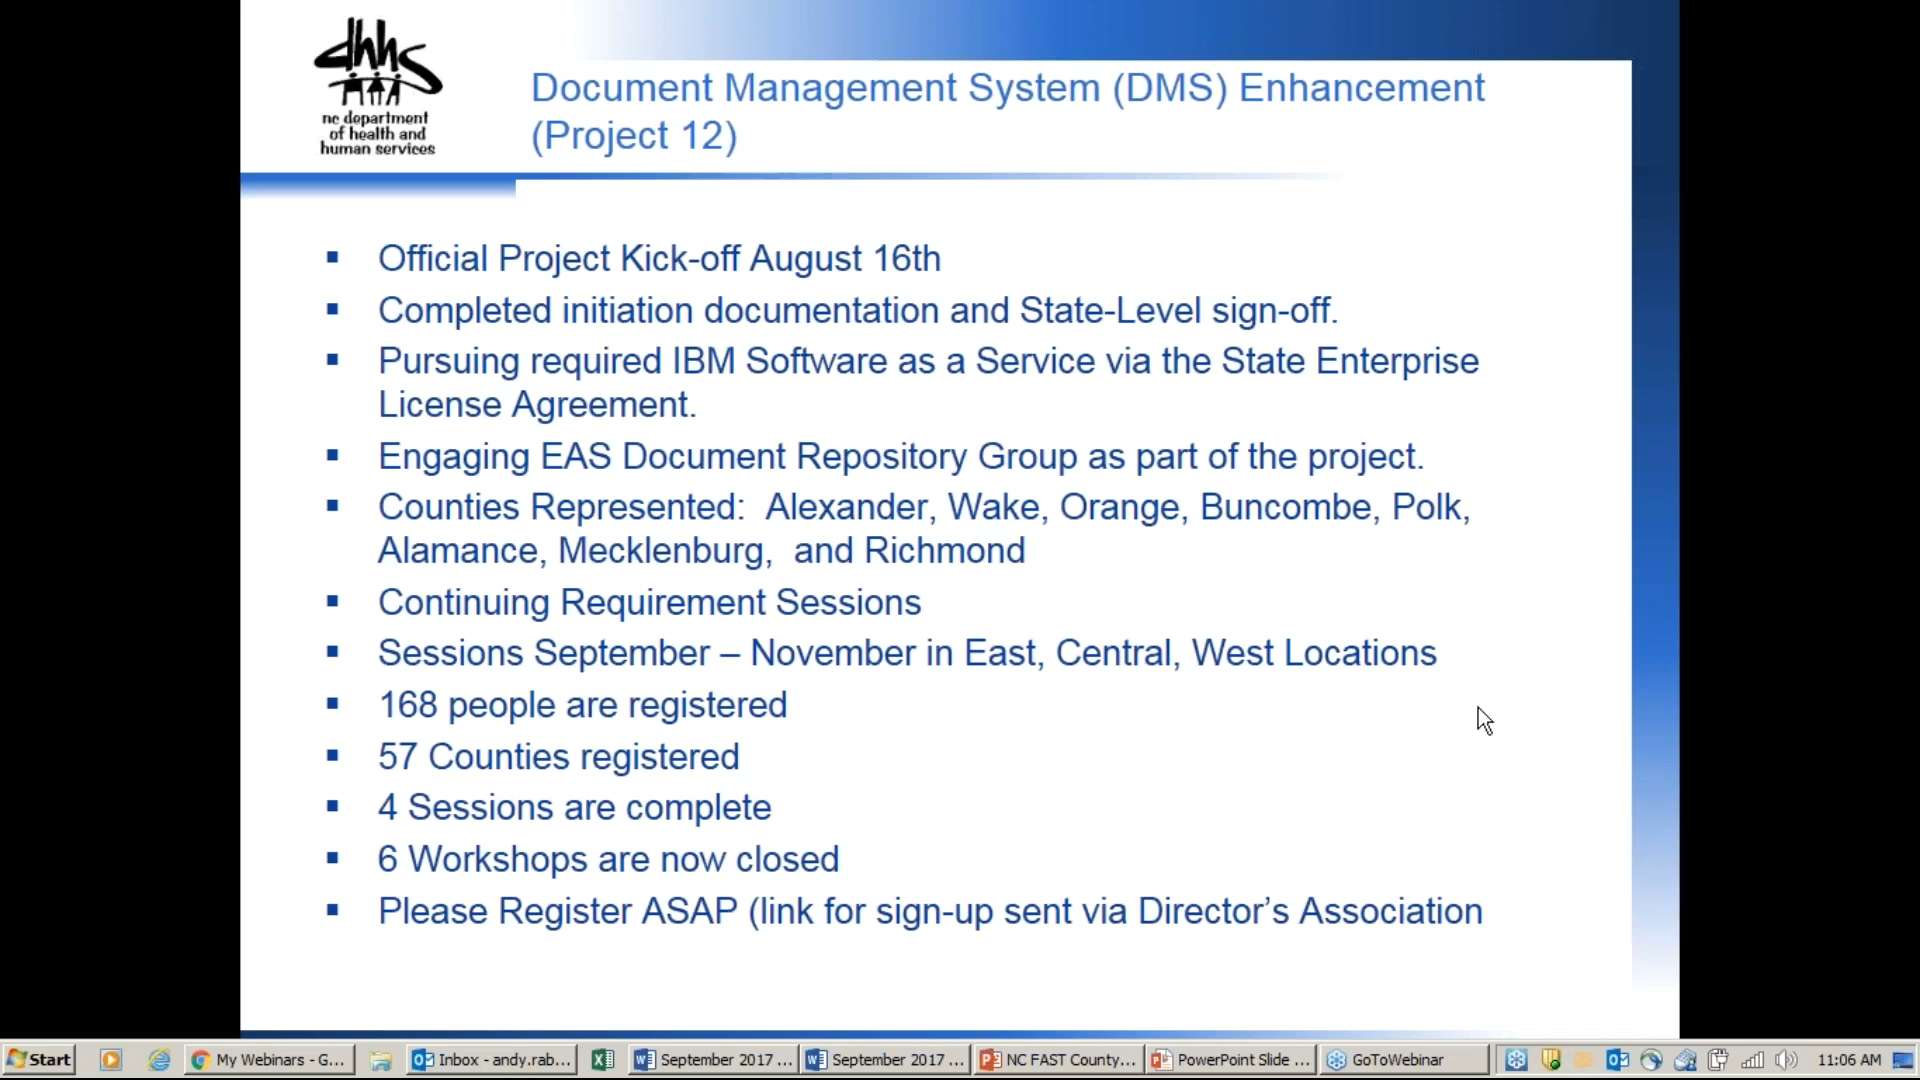 dhhs
nc department
of health and
human services
Document Management System (DMS) Enhancement
(Project 12)
Official Project Kick-off August 16th
Completed initiation documentation and State-Level sign-off.
Pursuing required IBM Software as a Service via the State Enterprise
License Agreement.
Engaging EAS Document Repository Group as part of the project.
Counties Represented:  Alexander, Wake, Orange, Buncombe, Polk,
Alamance, Mecklenburg,  and Richmond
Continuing Requirement Sessions
Sessions September – November in East, Central, West Locations
168 people are registered
57 Counties registered
4 Sessions are complete
6 Workshops are now closed
Please Register ASAP (link for sign-up sent via Director’s Association
Start My Webinars - G... Inbox - andy.rab... September 2017 ... September 2017 ... NC FAST County... PowerPoint Slide ... GoToWebinar 11:06 AM